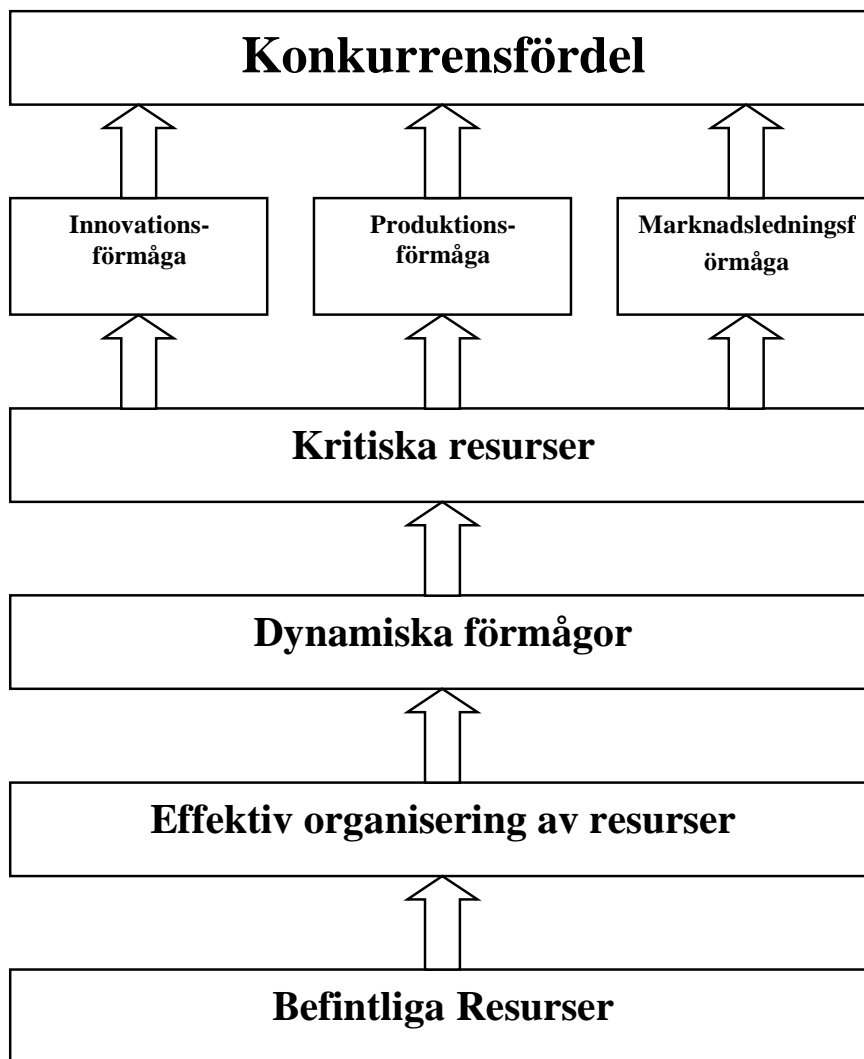 Konkurrensfördel
Innovations-
förmåga
Produktions-
förmåga
Marknadsledningsf
örmåga
Kritiska resurser
Dynamiska förmågor
Effektiv organisering av resurser
Befintliga Resurser